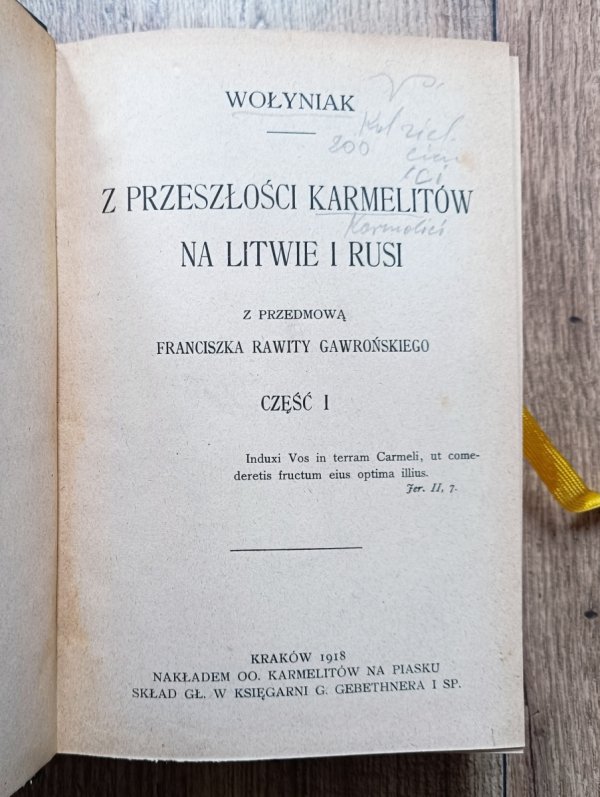 WOŁYNIAK
200
Z PRZESZŁOŚCI KARMELITÓW
Karmelici
NA LITWIE I RUSI
Z PRZEDMOWĄ
FRANCISZKA RAWITY GAWROŃSKIEGO
CZĘŚĆ I
Induxi Vos in terram Carmeli, ut come-
deretis fructum eius optima illius.
Jer. II, 7.
KRAKÓW 1918
NAKŁADEM OO. KARMELITÓW NA PIASKU
SKŁAD GŁ. W KSIĘGARNI G. GEBETHNERA I SP.